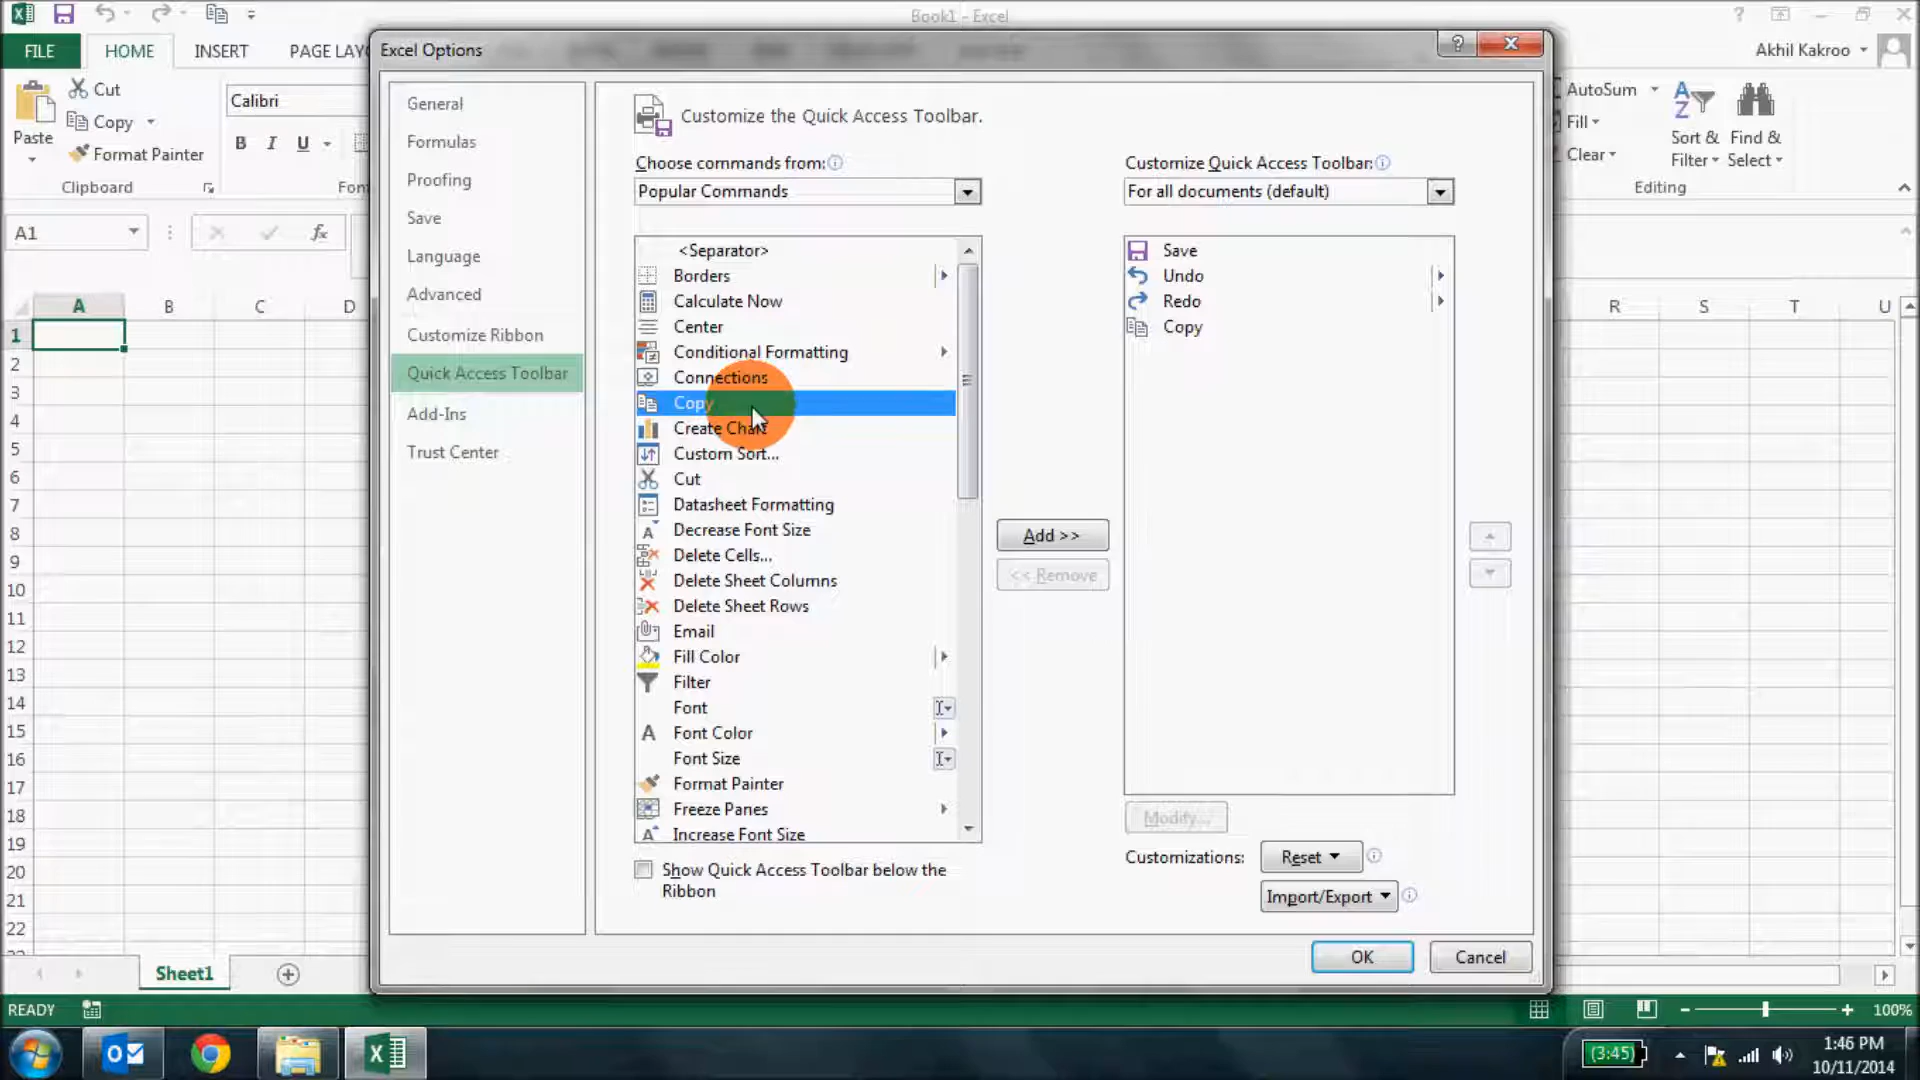 Book1 - Excel
?
FILE
HOME
INSERT
PAGE LAY
Akhil Kakroo
Cut
Copy
Format Painter
Paste
Clipboard
Calibri
B I U
Fon
AutoSum
Fill
Clear
Sort &
Filter
Find &
Select
Editing
A1
fx
A B C D
R S T U
1
2
3
4
5
6
7
8
9
10
11
12
13
14
15
16
17
18
19
20
21
22
Excel Options
?
General
Formulas
Proofing
Save
Language
Advanced
Customize Ribbon
Quick Access Toolbar
Add-Ins
Trust Center
Customize the Quick Access Toolbar.
Choose commands from:
Popular Commands
<Separator>
Borders
Calculate Now
Center
Conditional Formatting
Connections
Copy
Create Chart
Custom Sort...
Cut
Datasheet Formatting
Decrease Font Size
Delete Cells...
Delete Sheet Columns
Delete Sheet Rows
Email
Fill Color
Filter
Font
Font Color
Font Size
Format Painter
Freeze Panes
Increase Font Size
Show Quick Access Toolbar below the
Ribbon
Add >>
<< Remove
Customize Quick Access Toolbar:
For all documents (default)
Save
Undo
Redo
Copy
Modify...
Customizations:
Reset
Import/Export
OK
Cancel
Sheet1
READY
100%
(3:45)
1:46 PM
10/11/2014